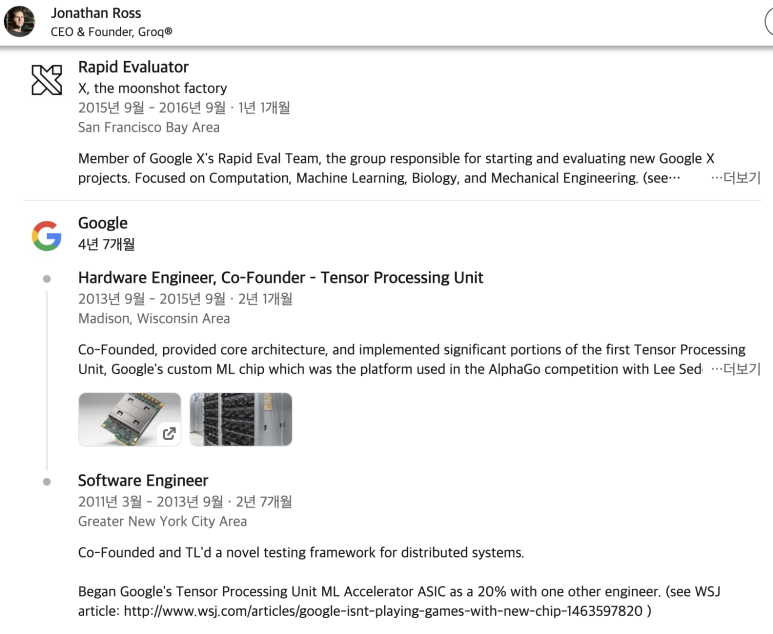 Jonathan Ross
CEO & Founder, Groq®
Rapid Evaluator
X, the moonshot factory
2015년 9월 – 2016년 9월 · 1년 1개월
San Francisco Bay Area
Member of Google X's Rapid Eval Team, the group responsible for starting and evaluating new Google X
projects. Focused on Computation, Machine Learning, Biology, and Mechanical Engineering. (see… …더보기
Google
4년 7개월
Hardware Engineer, Co-Founder – Tensor Processing Unit
2013년 9월 – 2015년 9월 · 2년 1개월
Madison, Wisconsin Area
Co-Founded, provided core architecture, and implemented significant portions of the first Tensor Processing
Unit, Google's custom ML chip which was the platform used in the AlphaGo competition with Lee Sed …더보기
Software Engineer
2011년 3월 – 2013년 9월 · 2년 7개월
Greater New York City Area
Co-Founded and TL'd a novel testing framework for distributed systems.
Began Google's Tensor Processing Unit ML Accelerator ASIC as a 20% with one other engineer. (see WSJ
article: http://www.wsj.com/articles/google-isnt-playing-games-with-new-chip-1463597820 )